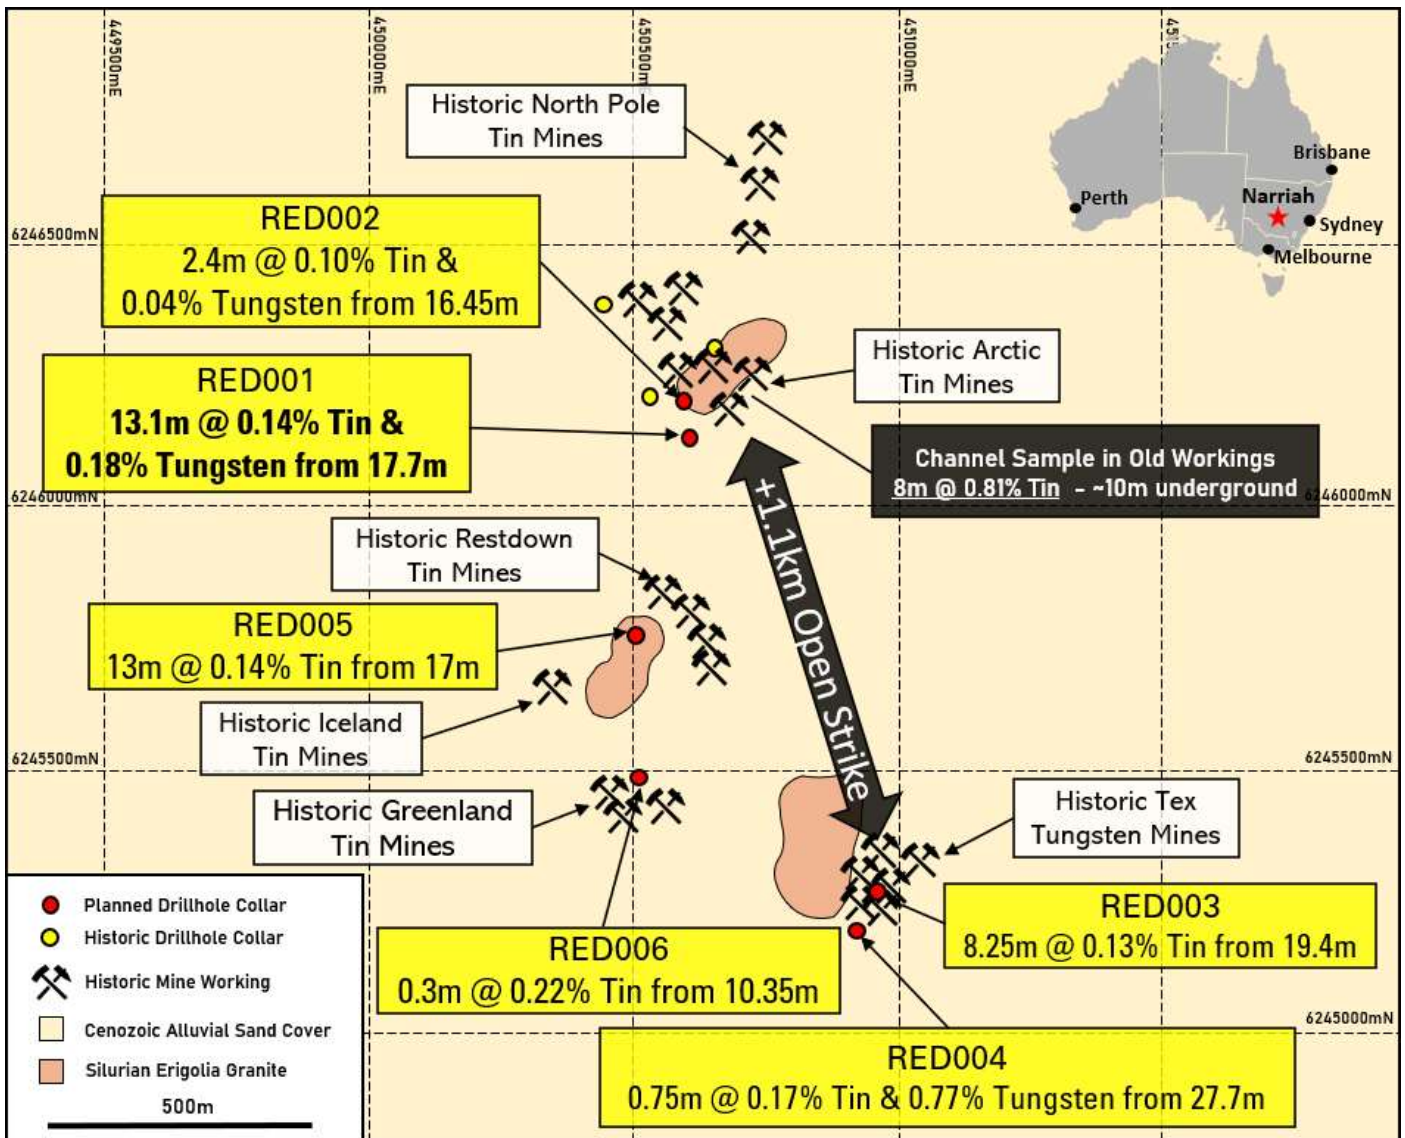 449500mE
450000mE
450500mE
451000mE
Historic North Pole
Tin Mines
Brisbane
Perth
Narriah
Sydney
Melbourne
RED002
2.4m @ 0.10% Tin &
0.04% Tungsten from 16.45m
6246500mN
RED001
13.1m @ 0.14% Tin &
0.18% Tungsten from 17.7m
Historic Arctic
Tin Mines
Channel Sample in Old Workings
8m @ 0.81% Tin - ~10m underground
6246000mN
6246000mN
+1.1km Open Strike
Historic Restdown
Tin Mines
RED005
13m @ 0.14% Tin from 17m
Historic Iceland
Tin Mines
6245500mN
6245500mN
Historic Greenland
Tin Mines
Historic Tex
Tungsten Mines
RED003
8.25m @ 0.13% Tin from 19.4m
RED006
0.3m @ 0.22% Tin from 10.35m
6245000mN
RED004
0.75m @ 0.17% Tin & 0.77% Tungsten from 27.7m
Planned Drillhole Collar
Historic Drillhole Collar
Historic Mine Working
Cenozoic Alluvial Sand Cover
Silurian Erigolia Granite
500m